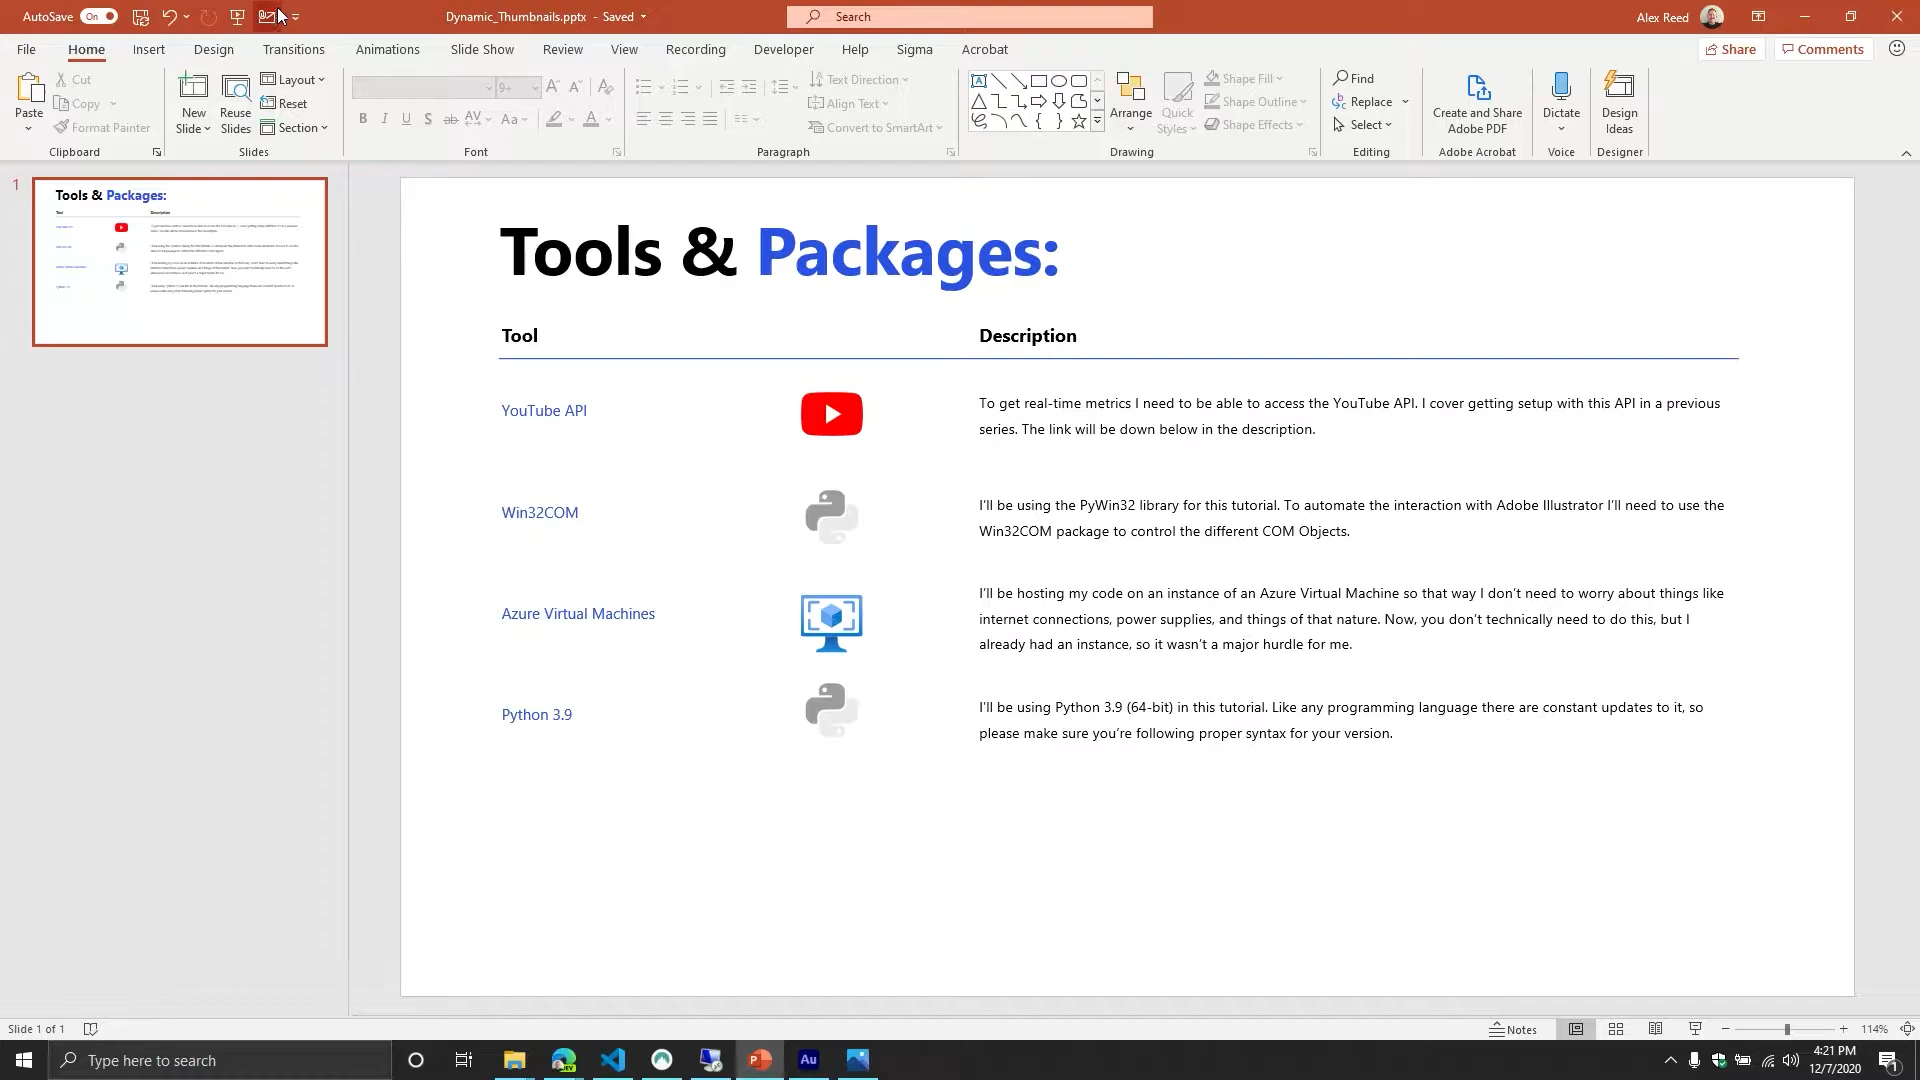 AutoSave On Dynamic_Thumbnails.pptx - Saved Search Alex Reed
File Home Insert Design Transitions Animations Slide Show Review View Recording Developer Help Sigma Acrobat Share Comments
Paste
Cut
Copy
Format Painter
Clipboard
New Slide
Reuse Slides
Layout
Reset
Section
Slides
9+
Font
Text Direction
Align Text
Convert to SmartArt
Paragraph
Arrange
Quick Styles
Shape Fill
Shape Outline
Shape Effects
Drawing
Find
Replace
Select
Editing
Create and Share
Adobe PDF
Adobe Acrobat
Dictate
Voice
Design
Ideas
Designer
1
Tools & Packages:
Tool Description
Tools & Packages:
Tool Description
YouTube API
To get real-time metrics I need to be able to access the YouTube API. I cover getting setup with this API in a previous
series. The link will be down below in the description.
Win32COM
I'll be using the PyWin32 library for this tutorial. To automate the interaction with Adobe Illustrator I'll need to use the
Win32COM package to control the different COM Objects.
Azure Virtual Machines
I'll be hosting my code on an instance of an Azure Virtual Machine so that way I don't need to worry about things like
internet connections, power supplies, and things of that nature. Now, you don't technically need to do this, but I
already had an instance, so it wasn't a major hurdle for me.
Python 3.9
I'll be using Python 3.9 (64-bit) in this tutorial. Like any programming language there are constant updates to it, so
please make sure you're following proper syntax for your version.
Slide 1 of 1 Notes 114%
Type here to search
4:21 PM
12/7/2020